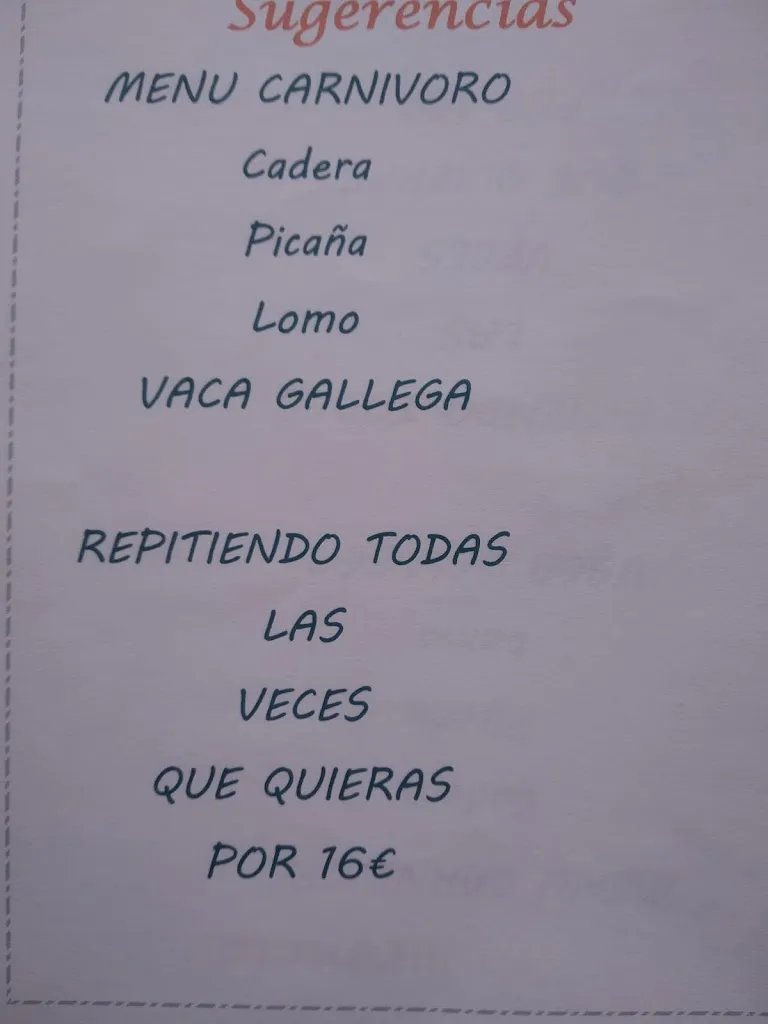 Sugerencias
MENU CARNIVORO
Cadera
Picaña
Lomo
VACA GALLEGA
REPITIENDO TODAS
LAS
VECES
QUE QUIERAS
POR 16€